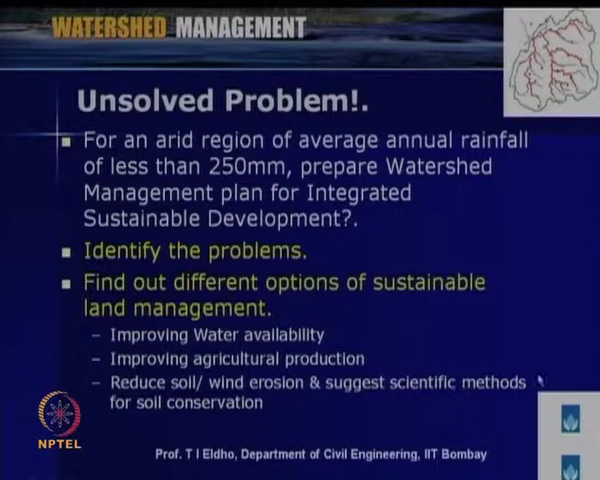 WATERSHED MANAGEMENT
Unsolved Problem!.
For an arid region of average annual rainfall
of less than 250mm, prepare Watershed
Management plan for Integrated
Sustainable Development?.
Identify the problems.
Find out different options of sustainable
land management.
– Improving Water availability
– Improving agricultural production
– Reduce soil/ wind erosion & suggest scientific methods
for soil conservation
NPTEL
Prof. T I Eldho, Department of Civil Engineering, IIT Bombay